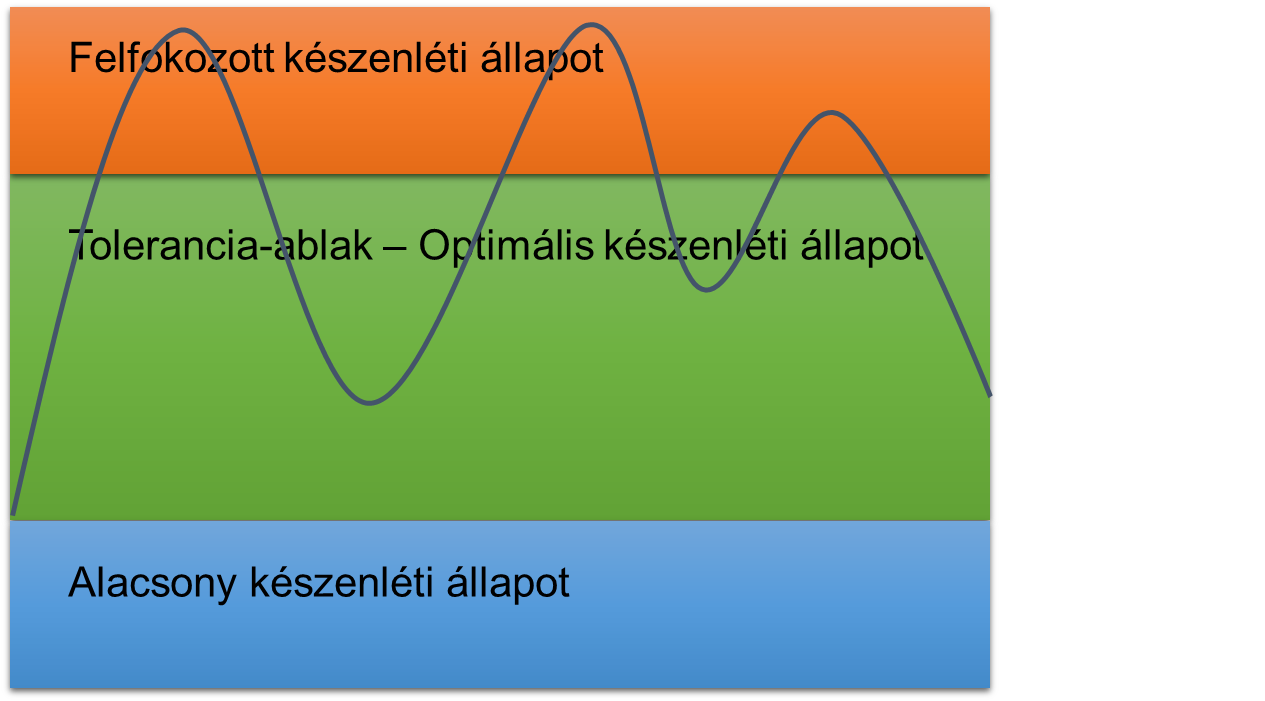 Felfokozott készenléti állapot
Tolerancia-ablak – Optimális készenléti állapot
Alacsony készenléti állapot